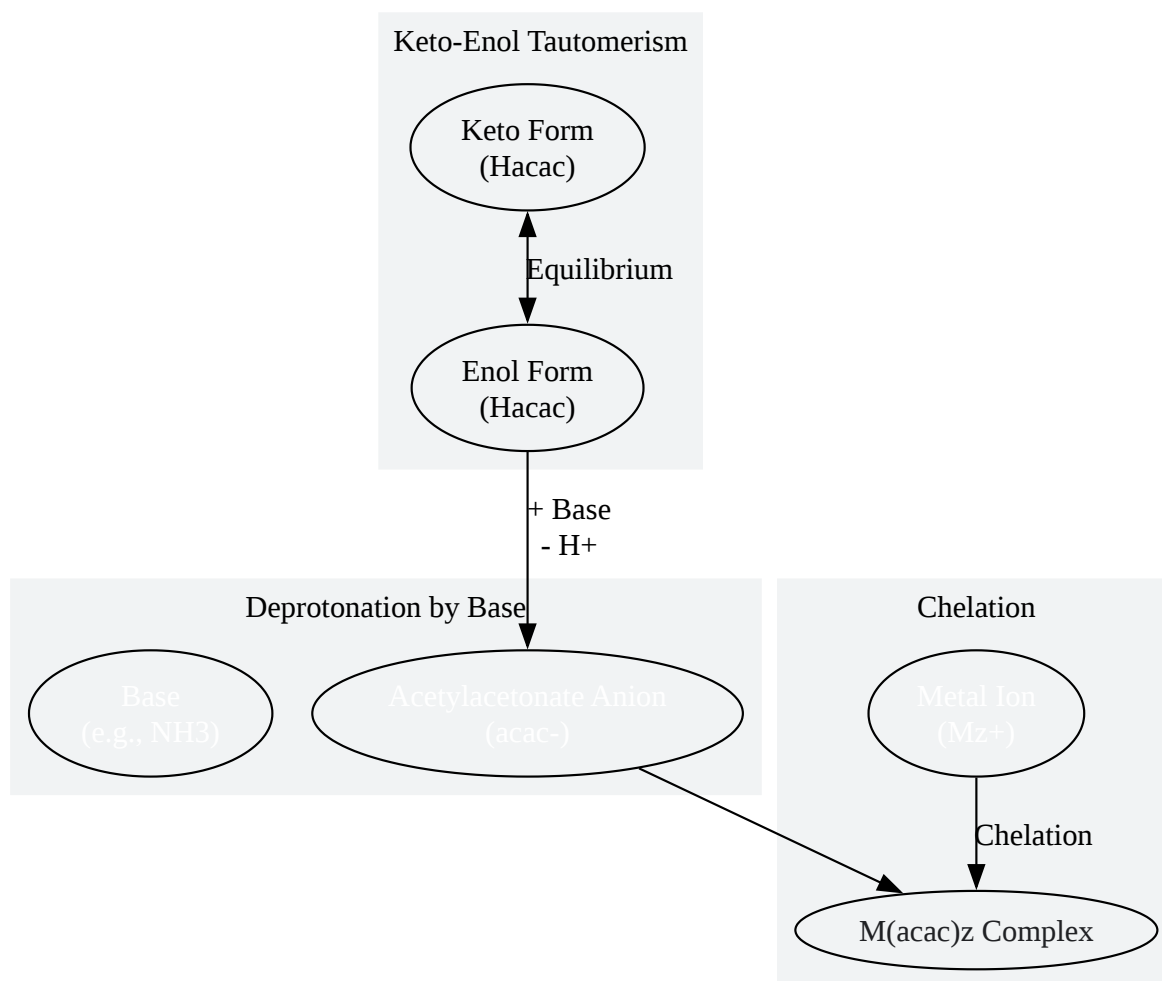 Keto-Enol Tautomerism
Keto Form
(Hacac)
Equilibrium
Enol Form
(Hacac)
+ Base
- H+
Deprotonation by Base
Base
(e.g., NH3)
Acetylacetonate Anion
(acac-)
Chelation
Metal Ion
(Mz+)
Chelation
M(acac)z Complex